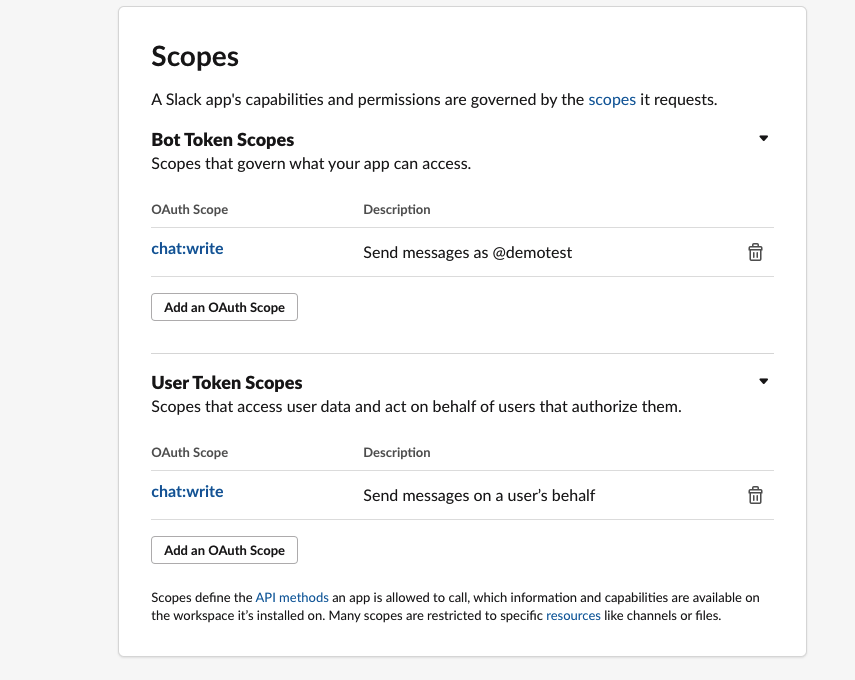 Scopes
A Slack app's capabilities and permissions are governed by the scopes it requests.
Bot Token Scopes
Scopes that govern what your app can access.
OAuth Scope Description
chat:write Send messages as @demotest
Add an OAuth Scope
User Token Scopes
Scopes that access user data and act on behalf of users that authorize them.
OAuth Scope Description
chat:write Send messages on a user’s behalf
Add an OAuth Scope
Scopes define the API methods an app is allowed to call, which information and capabilities are available on
the workspace it’s installed on. Many scopes are restricted to specific resources like channels or files.